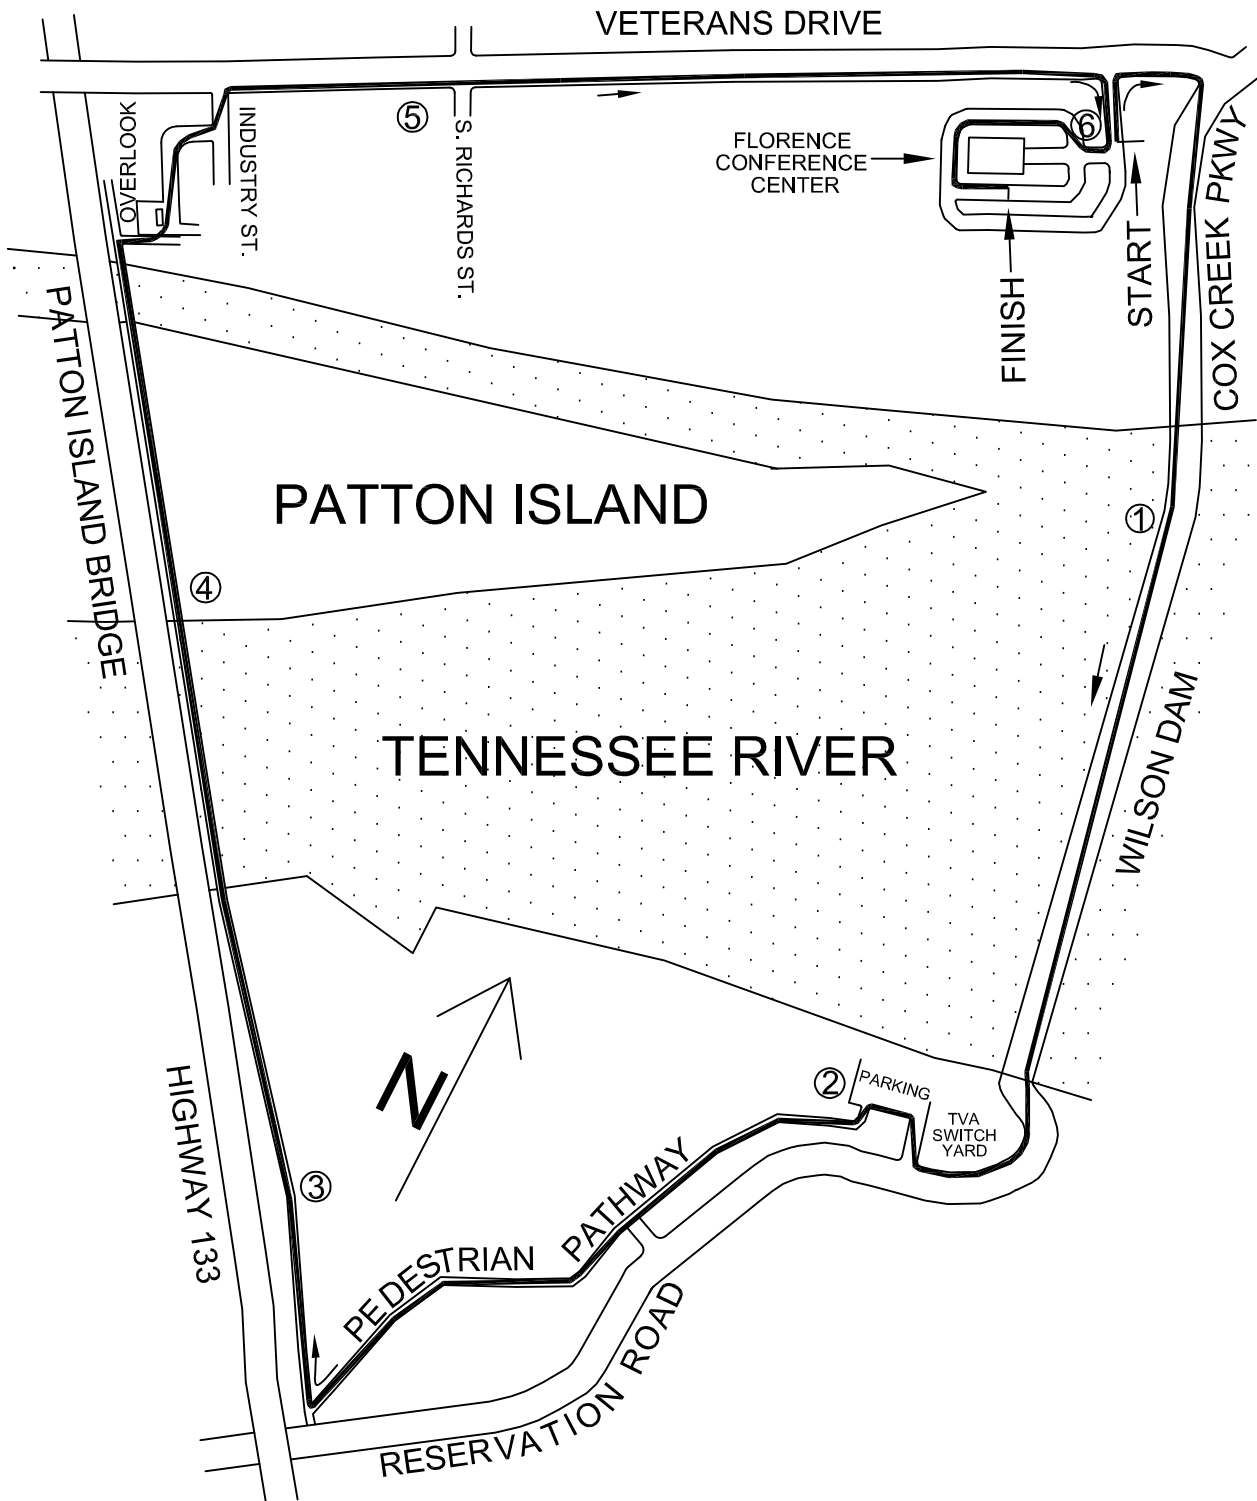 VETERANS DRIVE
OVERLOOK
INDUSTRY ST.
5
S. RICHARDS ST.
FLORENCE
CONFERENCE
CENTER
6
FINISH
START
COX CREEK PKWY
PATTON ISLAND BRIDGE
PATTON ISLAND
1
4
TENNESSEE RIVER
WILSON DAM
N
HIGHWAY 133
2
PARKING
TVA
SWITCH
YARD
3
PEDESTRIAN PATHWAY
RESERVATION ROAD